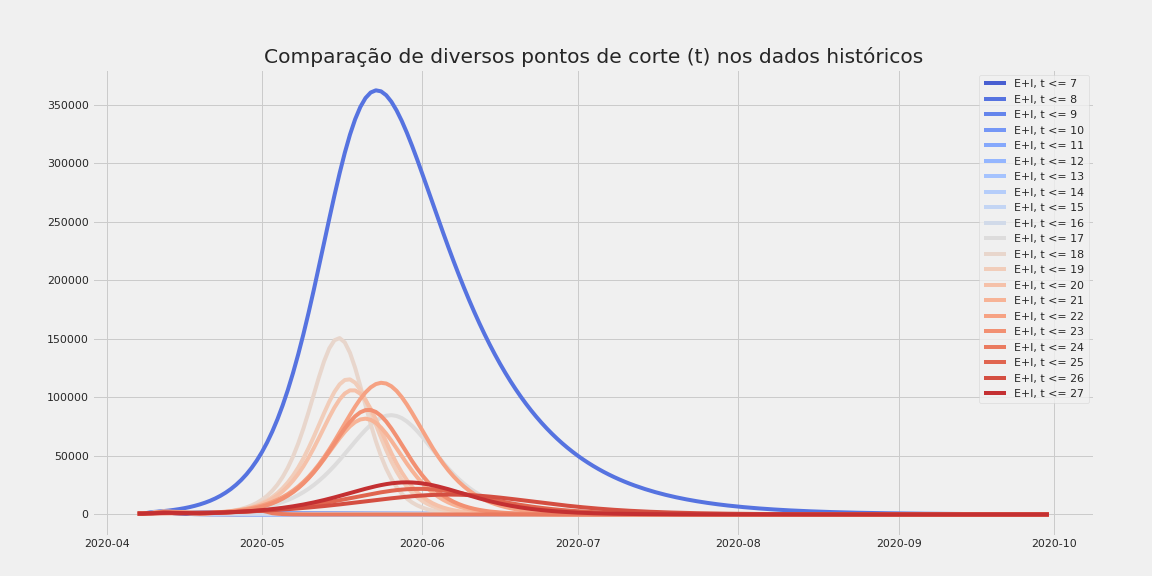 Comparação de diversos pontos de corte (t) nos dados históricos
350000
300000
250000
200000
150000
100000
50000
0
2020-04 2020-05 2020-06 2020-07 2020-08 2020-09 2020-10
E+I, t <= 7
E+I, t <= 8
E+I, t <= 9
E+I, t <= 10
E+I, t <= 11
E+I, t <= 12
E+I, t <= 13
E+I, t <= 14
E+I, t <= 15
E+I, t <= 16
E+I, t <= 17
E+I, t <= 18
E+I, t <= 19
E+I, t <= 20
E+I, t <= 21
E+I, t <= 22
E+I, t <= 23
E+I, t <= 24
E+I, t <= 25
E+I, t <= 26
E+I, t <= 27